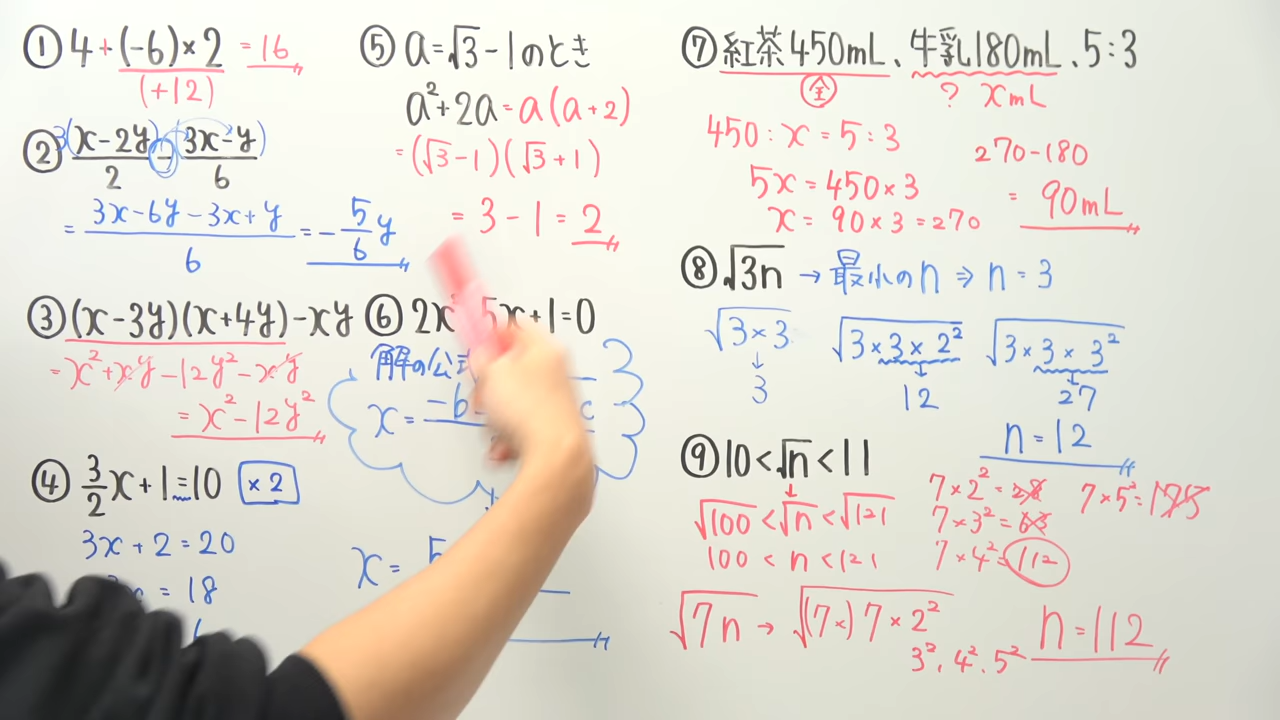 ① 4+(-6)×2 = 16
(+12)
② 3(x-2y)/2 - (3x-y)/6
= (3x-6y-3x+y)/6 = -5/6 y
③ (x-3y)(x+4y)-xy
= x²+xy-12y²-xy
= x²-12y²
④ 3/2 x+1=10 ×2
3x+2=20
= 18
⑤ a=√3-1のとき
a²+2a=a(a+2)
=(√3-1)(√3+1)
= 3-1=2
⑥ 2x² 5x+1=0
解の公式
x=
x=
⑦ 紅茶450mL、牛乳180mL、5:3
全 ? xmL
450:x=5:3
5x=450×3
x=90×3=270
270-180
= 90mL
⑧ √3n → 最小のn ⇒ n=3
√3×3 √3×3×2² √3×3×3²
↓ ↓ ↓
3 12 27
n=12
⑨ 10<√n<11
√100<√n<√121
100<n<121
7×2²=28
7×3²=63
7×4²=112
7×5²=175
√7n → √(7×)7×2²
3².4².5²
n=112